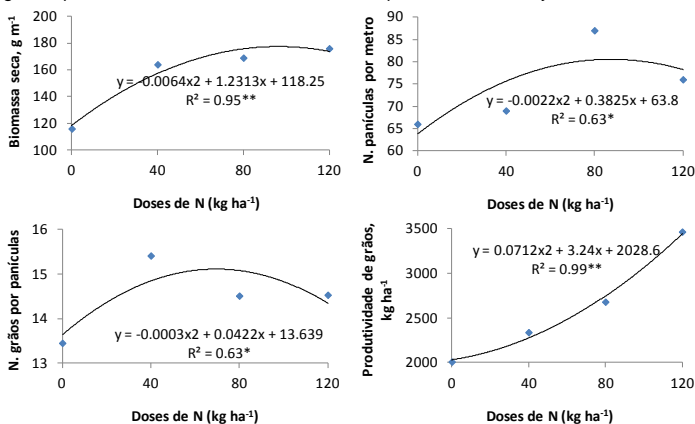 Biomassa seca, g m-1
200
180
160
140
120
100
y = -0.0064x2 + 1.2313x + 118.25
R² = 0.95**
0 40 80 120
Doses de N (kg ha-1)
N. panículas por metro
90
85
80
75
70
65
60
y = -0.0022x2 + 0.3825x + 63.8
R² = 0.63*
0 40 80 120
Doses de N (kg ha-1)
N. grãos por panículas
16
15
14
13
y = -0.0003x2 + 0.0422x + 13.639
R² = 0.63*
0 40 80 120
Doses de N (kg ha-1)
Produtividade de grãos,
kg ha-1
3500
3000
2500
2000
y = 0.0712x2 + 3.24x + 2028.6
R² = 0.99**
0 40 80 120
Doses de N (kg ha-1)